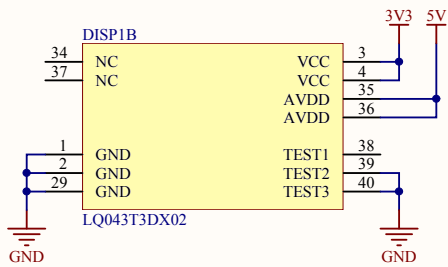 3V3 5V
DISP1B
34 NC VCC 3
37 NC VCC 4
AVDD 35
AVDD 36
1 GND TEST1 38
2 GND TEST2 39
29 GND TEST3 40
LQ043T3DX02
GND GND